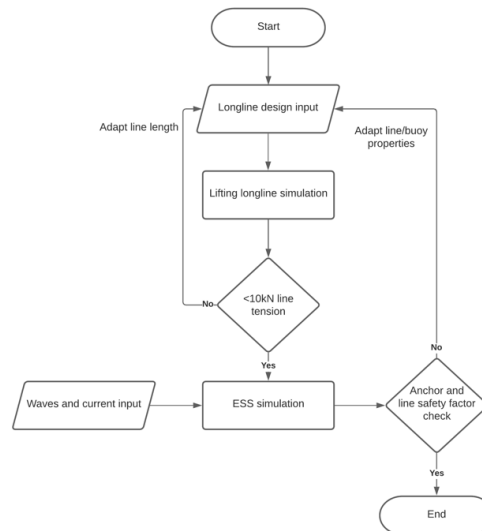 Start
Longline design input
Adapt line length
Adapt line/buoy
properties
Lifting longline simulation
<10kN line
tension
No
Yes
No
Waves and current input
ESS simulation
Anchor and
line safety factor
check
Yes
End